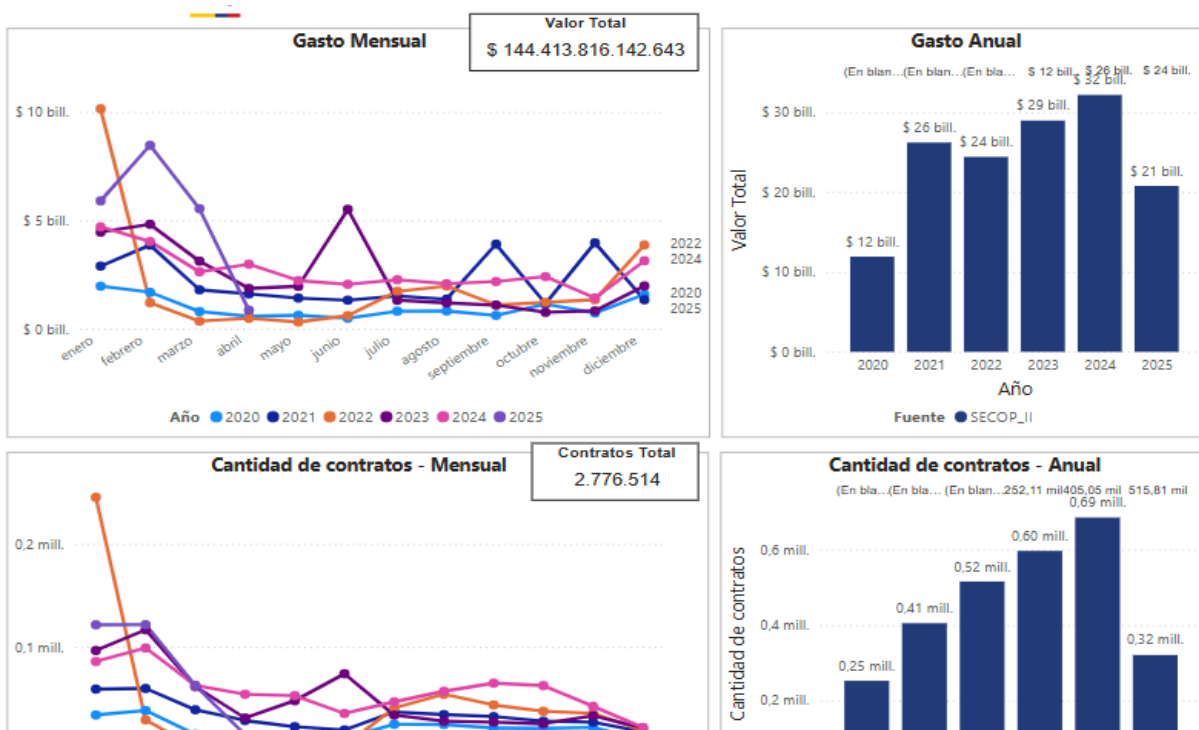 Gasto Mensual
Valor Total
$ 144.413.816.142.643
$ 10 bill.
$ 5 bill.
$ 0 bill.
2022
2024
2020
2025
enero febrero marzo abril mayo junio julio agosto septiembre octubre noviembre diciembre
Año 2020 2021 2022 2023 2024 2025
Gasto Anual
(En blan... (En blan... (En bla... $ 12 bill. $ 26 bill. $ 24 bill.
$ 12 bill.
$ 26 bill.
$ 24 bill.
$ 29 bill.
$ 32 bill.
$ 21 bill.
Valor Total
$ 30 bill.
$ 20 bill.
$ 10 bill.
$ 0 bill.
2020 2021 2022 2023 2024 2025
Año
Fuente SECOP_II
Cantidad de contratos - Mensual
Contratos Total
2.776.514
0,2 mill.
0,1 mill.
Cantidad de contratos - Anual
(En bla... (En bla... (En blan... 252,11 mil 405,05 mil 515,81 mil
0,25 mill.
0,41 mill.
0,52 mill.
0,60 mill.
0,69 mill.
0,32 mill.
Cantidad de contratos
0,6 mill.
0,4 mill.
0,2 mill.